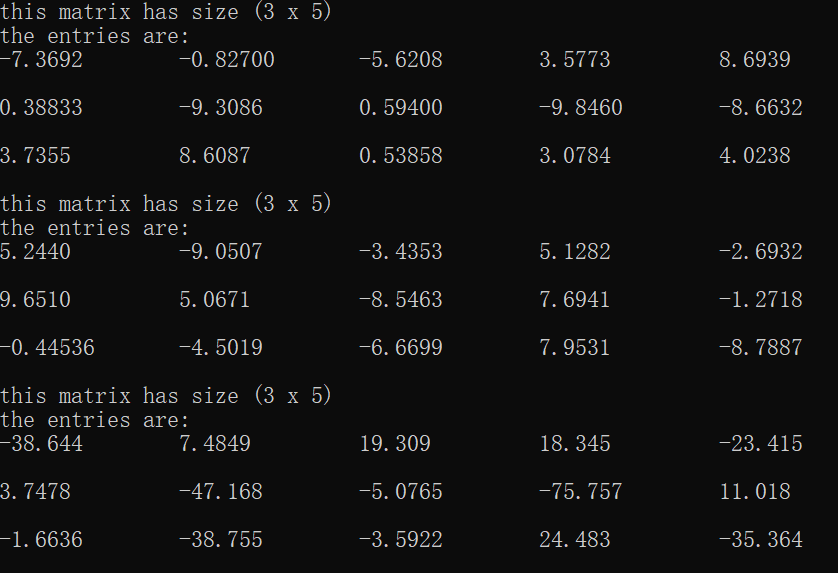 this matrix has size (3 x 5)
the entries are:
-7.3692 -0.82700 -5.6208 3.5773 8.6939
0.38833 -9.3086 0.59400 -9.8460 -8.6632
3.7355 8.6087 0.53858 3.0784 4.0238
this matrix has size (3 x 5)
the entries are:
5.2440 -9.0507 -3.4353 5.1282 -2.6932
9.6510 5.0671 -8.5463 7.6941 -1.2718
-0.44536 -4.5019 -6.6699 7.9531 -8.7887
this matrix has size (3 x 5)
the entries are:
-38.644 7.4849 19.309 18.345 -23.415
3.7478 -47.168 -5.0765 -75.757 11.018
-1.6636 -38.755 -3.5922 24.483 -35.364